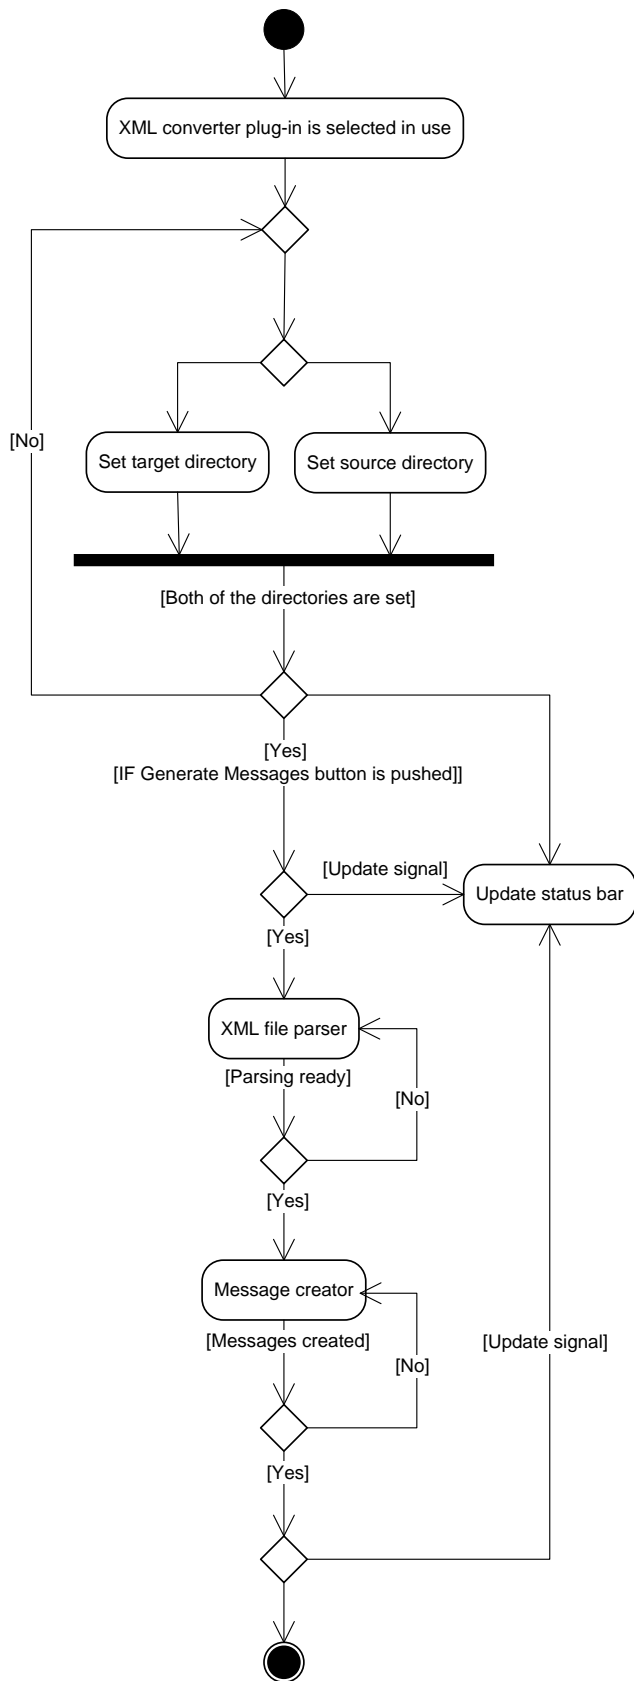 XML converter plug-in is selected in use
[No]
Set target directory
Set source directory
[Both of the directories are set]
[Yes]
[IF Generate Messages button is pushed]]
[Update signal]
Update status bar
[Yes]
XML file parser
[Parsing ready]
[No]
[Yes]
Message creator
[Messages created]
[Update signal]
[No]
[Yes]